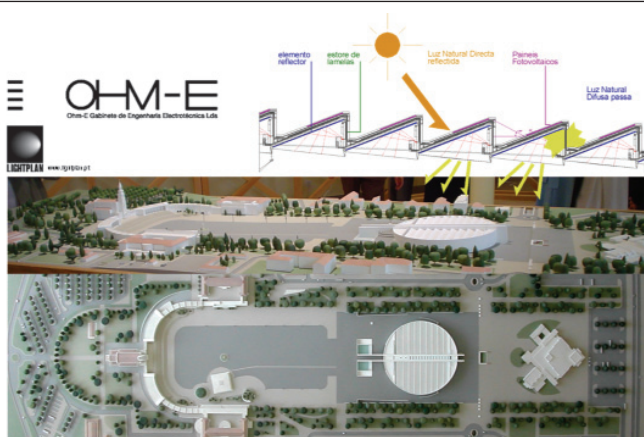 elemento
reflector
estore de
lamelas
Luz Natural Directa
reflectida
Paineis
Fotovoltaicos
Luz Natural
Difusa passa
OHM-E
Ohm-E Gabinete de Engenharia Electrotécnica Lda
LIGHTPLAN www.lightplan.pt